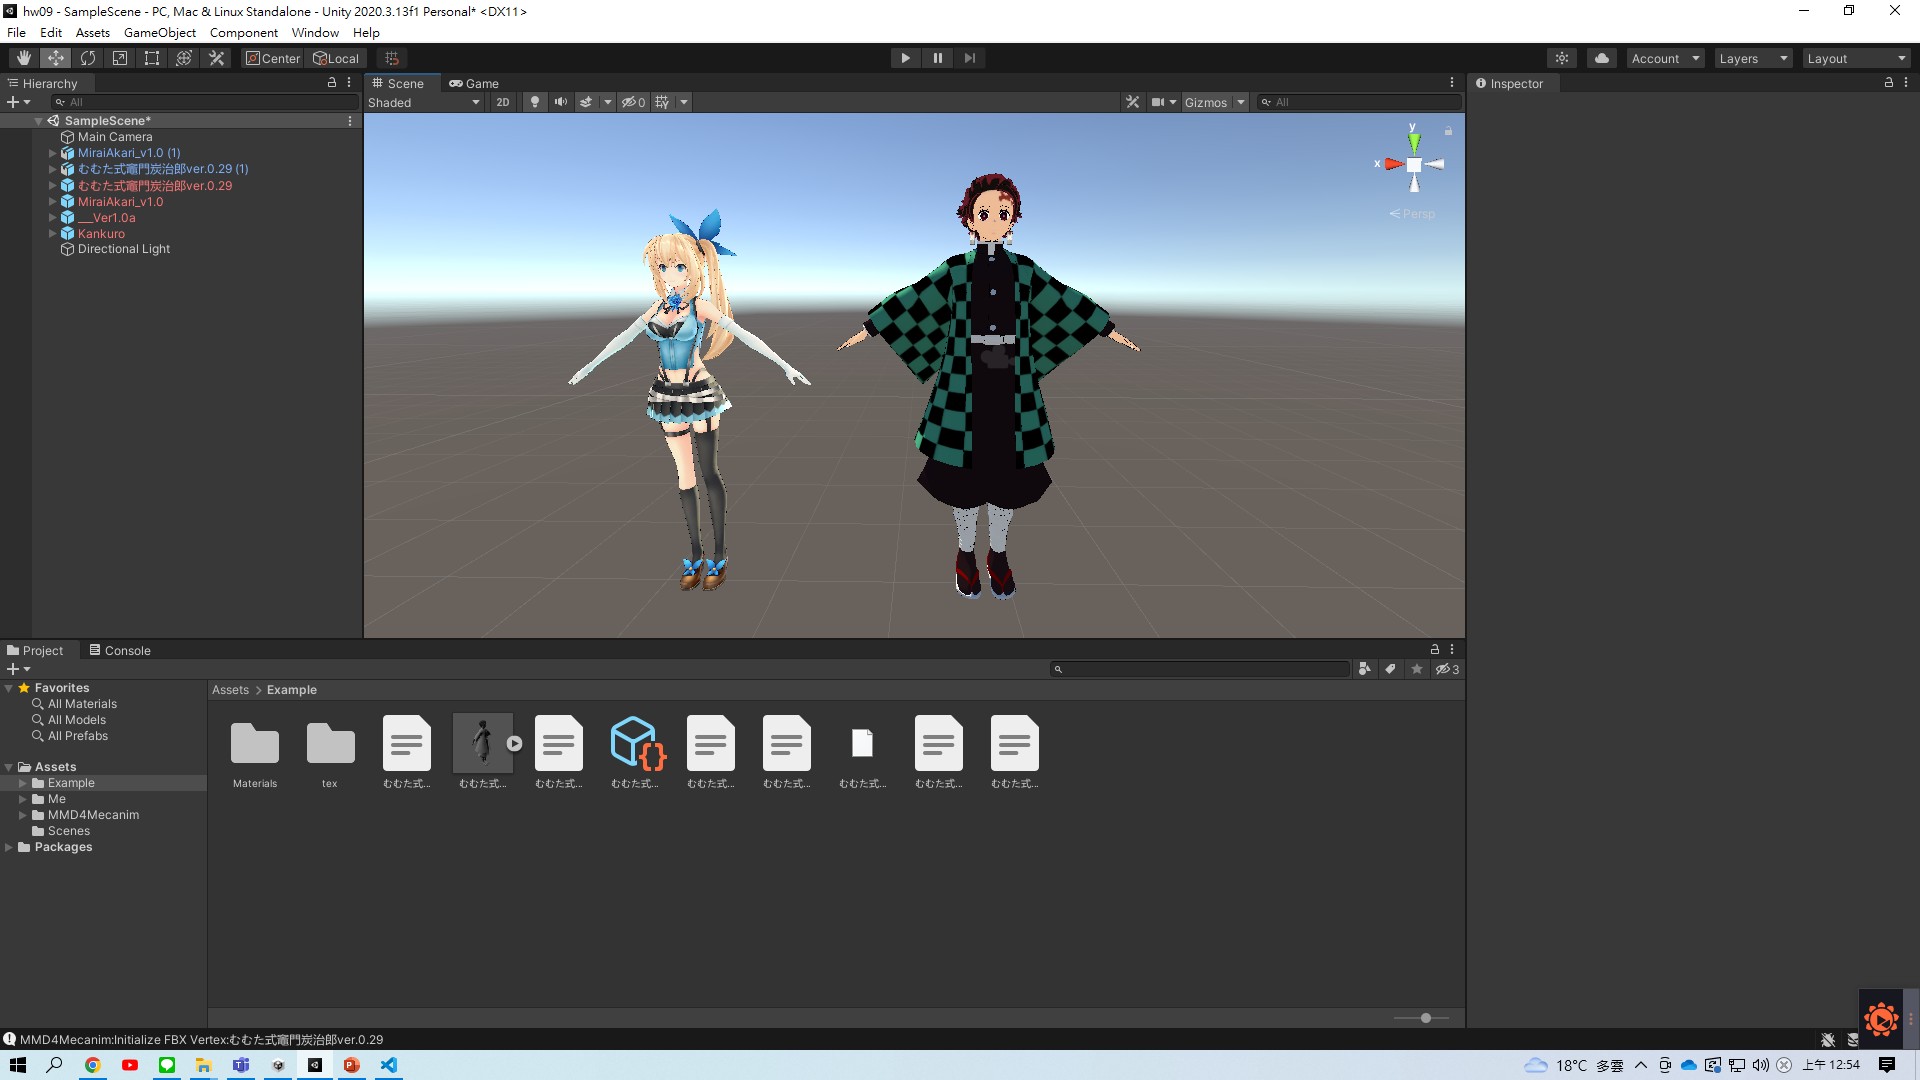 hw09 - SampleScene - PC, Mac & Linux Standalone - Unity 2020.3.13f1 Personal* <DX11>
File Edit Assets GameObject Component Window Help
Center Local Account Layers Layout
Hierarchy
All
SampleScene*
Main Camera
MiraiAkari_v1.0 (1)
むむた式竈門炭治郎ver.0.29 (1)
むむた式竈門炭治郎ver.0.29
MiraiAkari_v1.0
___Ver1.0a
Kankuro
Directional Light
Scene Game
Shaded 2D 0 Gizmos All
y
x
Persp
Inspector
Project Console
3
Favorites
All Materials
All Models
All Prefabs
Assets
Example
Me
MMD4Mecanim
Scenes
Packages
Assets > Example
Materials tex むむた式... むむた式... むむた式... むむた式... むむた式... むむた式... むむた式... むむた式... むむた式...
MMD4Mecanim:Initialize FBX Vertex:むむた式竈門炭治郎ver.0.29
18°C 多雲 上午 12:54